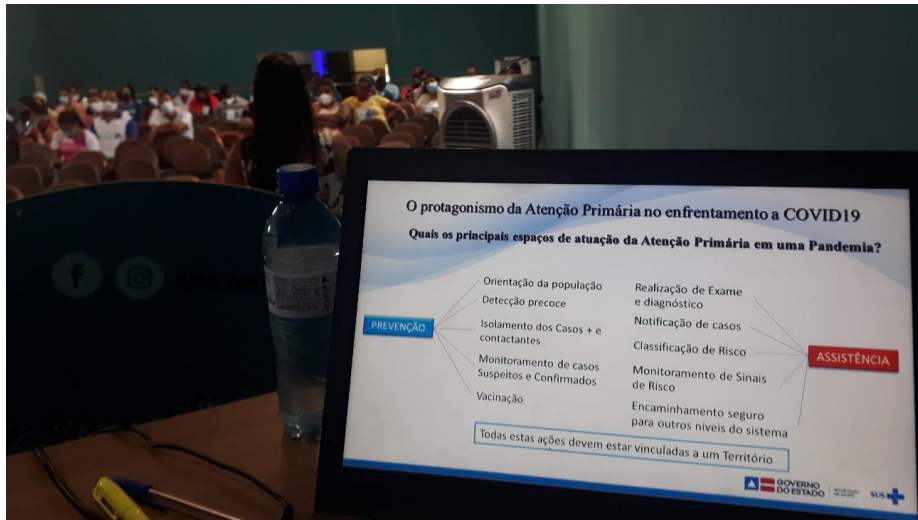 O protagonismo da Atenção Primária no enfrentamento a COVID19
Quais os principais espaços de atuação da Atenção Primária em uma Pandemia?
PREVENÇÃO
Orientação da população
Detecção precoce
Isolamento dos Casos + e
contactantes
Monitoramento de casos
Suspeitos e Confirmados
Vacinação
Realização de Exame
e diagnóstico
Notificação de casos
Classificação de Risco
Monitoramento de Sinais
de Risco
Encaminhamento seguro
para outros níveis do sistema
ASSISTÊNCIA
Todas estas ações devem estar vinculadas a um Território
GOVERNO
DO ESTADO
SUS